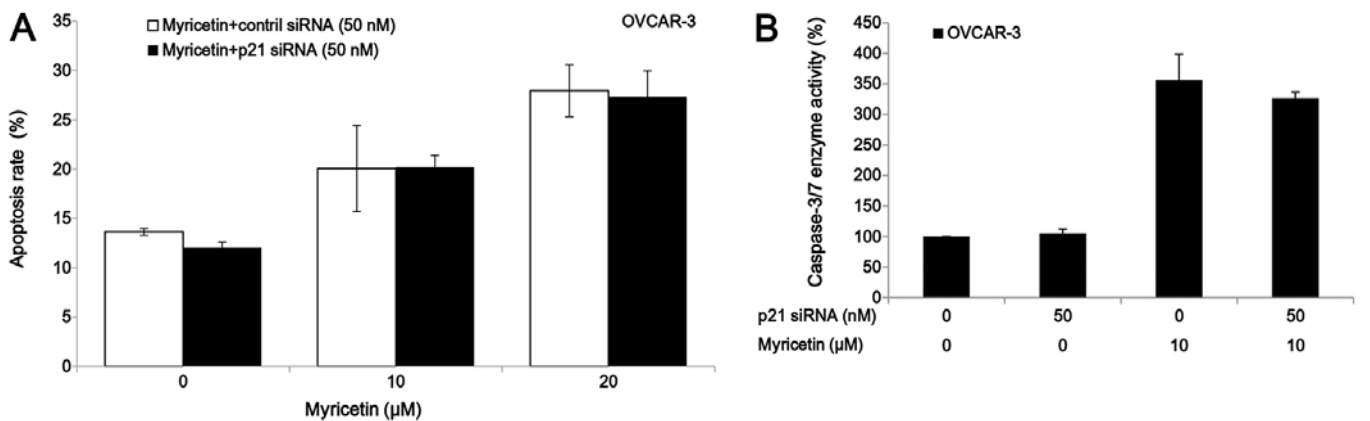 A
Myricetin+contril siRNA (50 nM)
Myricetin+p21 siRNA (50 nM)
OVCAR-3
Apoptosis rate (%)
35
30
25
20
15
10
5
0
0 10 20
Myricetin (μM)
B
OVCAR-3
Caspase-3/7 enzyme activity (%)
450
400
350
300
250
200
150
100
50
0
p21 siRNA (nM) 0 50 0 50
Myricetin (μM) 0 0 10 10